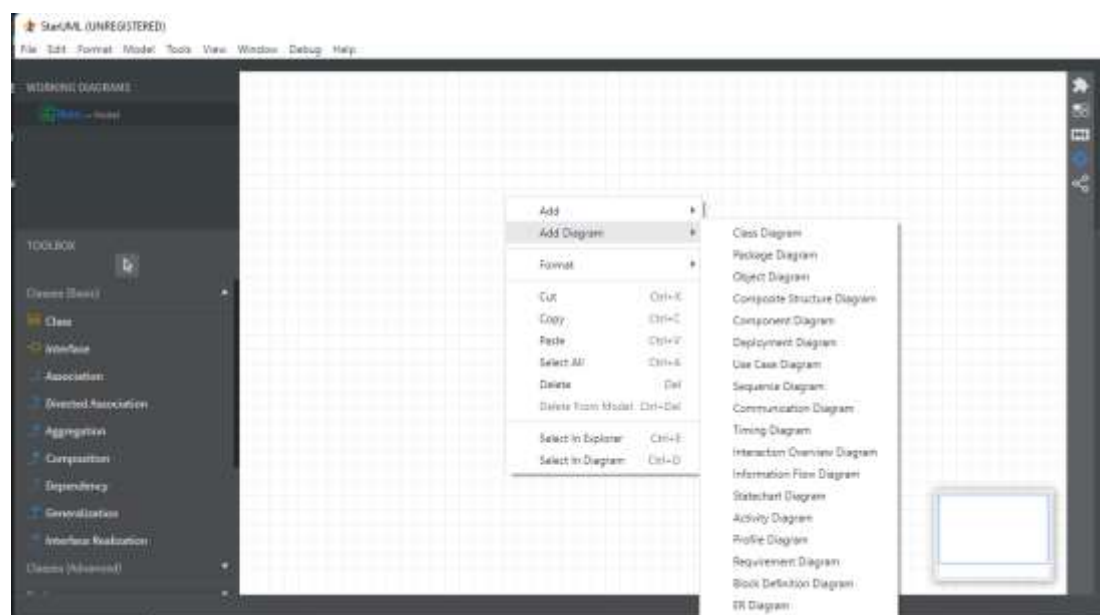 StarUML (UNREGISTERED)
File Edit Format Model Tools View Window Debug Help
WORKING DIAGRAMS
TOOLBOX
Classes (Basic)
Class
Interface
Association
Directed Association
Aggregation
Composition
Dependency
Generalization
Interface Realization
Classes (Advanced)
Add
Add Diagram
Format
Cut Ctrl+X
Copy Ctrl+C
Paste Ctrl+V
Select All Ctrl+A
Delete Del
Delete From Model Ctrl+Del
Select In Explorer Ctrl+E
Select In Diagram Ctrl+D
Class Diagram
Package Diagram
Object Diagram
Composite Structure Diagram
Component Diagram
Deployment Diagram
Use Case Diagram
Sequence Diagram
Communication Diagram
Timing Diagram
Interaction Overview Diagram
Information Flow Diagram
Statechart Diagram
Activity Diagram
Profile Diagram
Requirement Diagram
Block Definition Diagram
ER Diagram